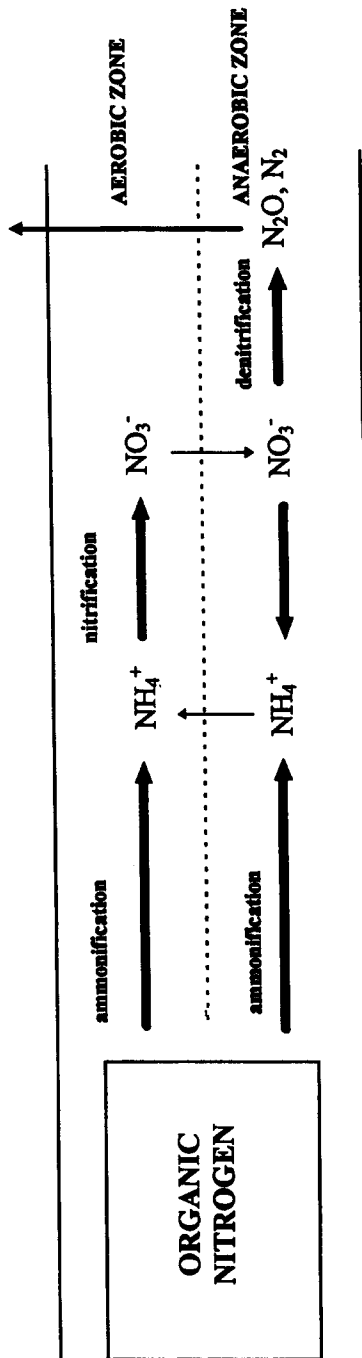 ORGANIC
NITROGEN
ammonification
NH₄⁺
nitrification
NO₃⁻
AEROBIC ZONE
ammonification
NH₄⁺
NO₃⁻
denitrification
N₂O, N₂
ANAEROBIC ZONE